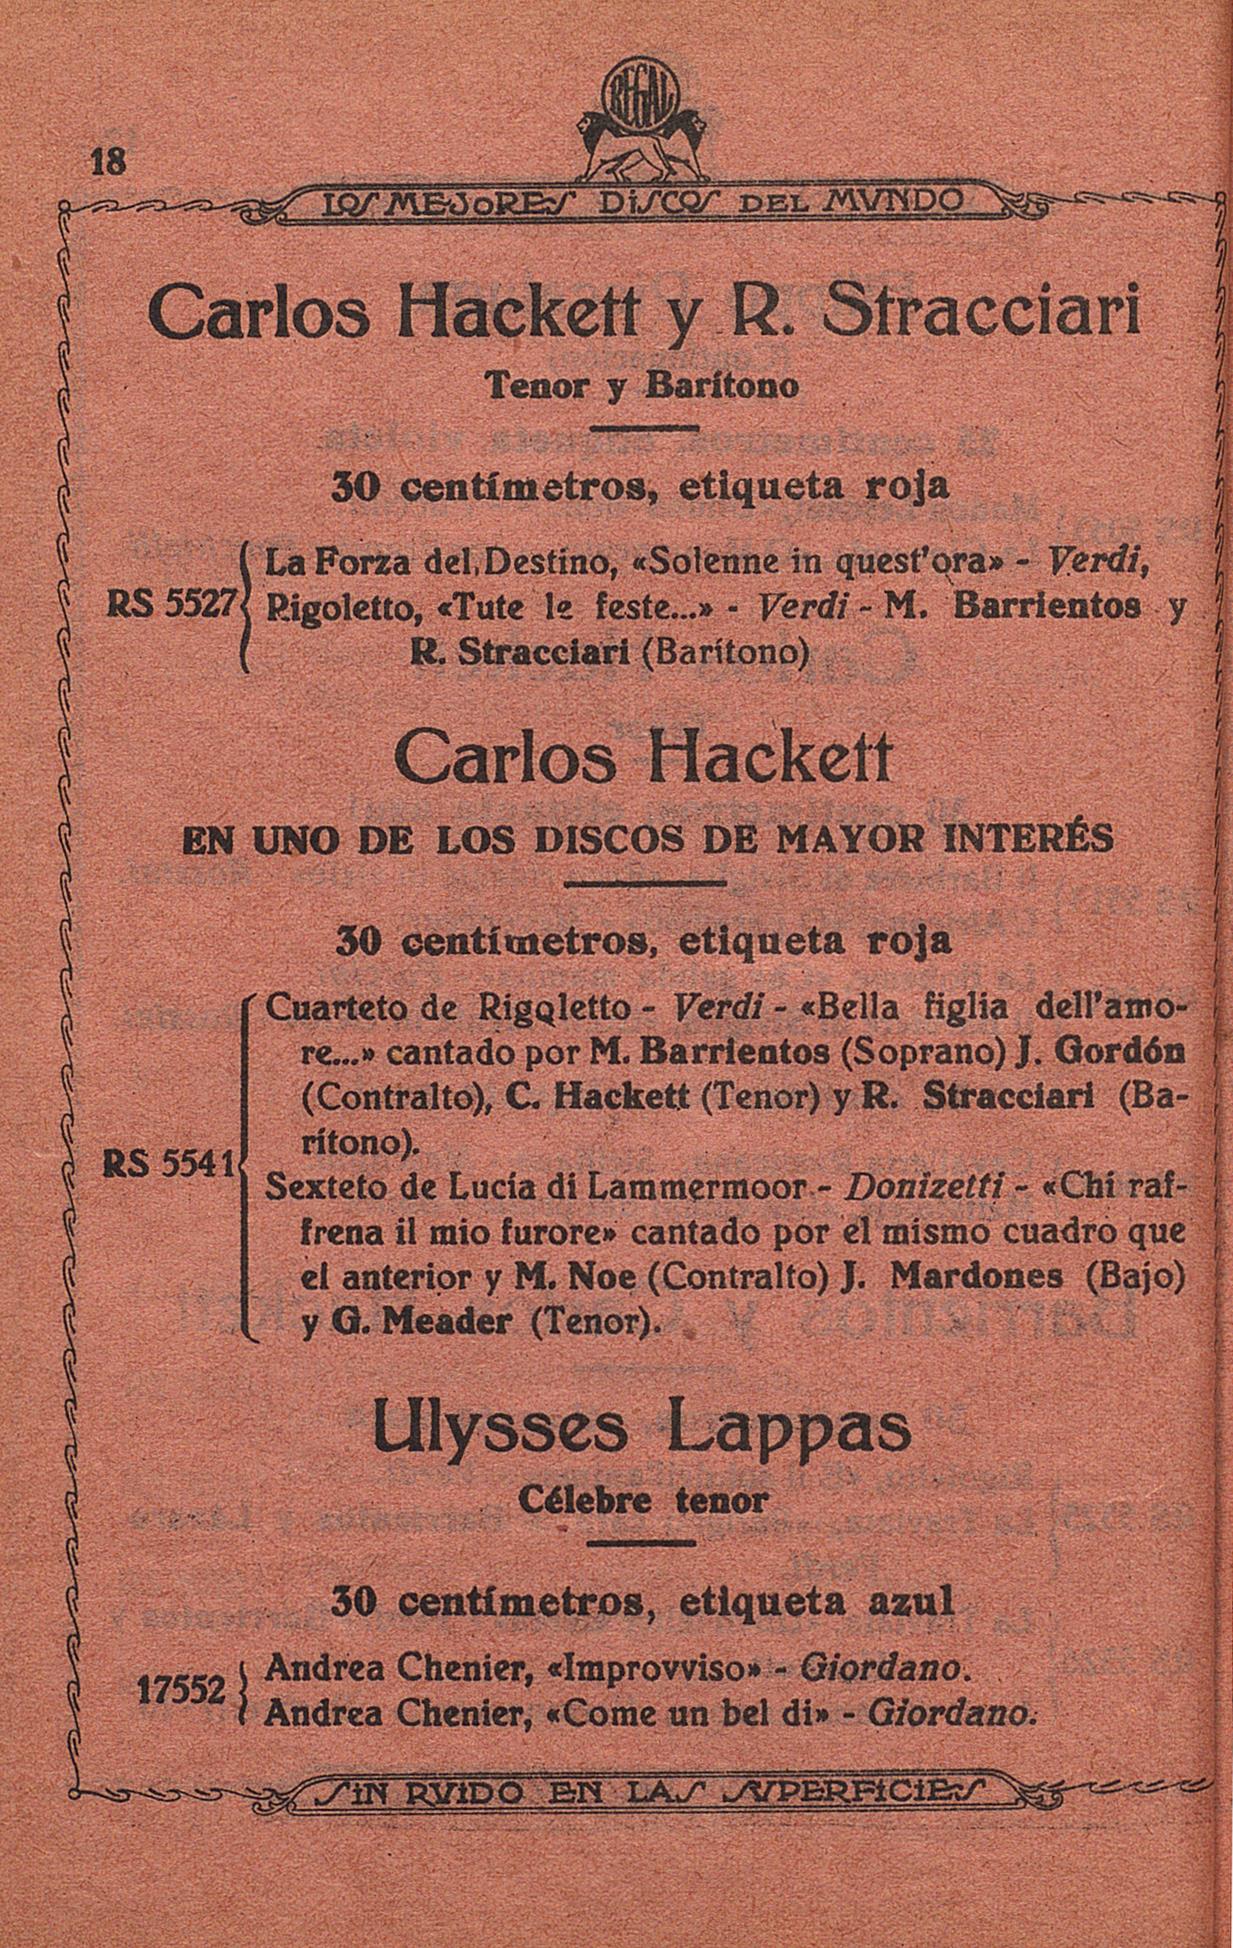 REGAL
18
LOS MEJORES DISCOS DEL MVNDO
Carlos Hackett y R. Stracciari
Tenor y Barítono
30 centímetros, etiqueta roja
La Forza del Destino, «Solenne in quest'ora» - Verdi,
RS 5527 Rigoletto, «Tute le feste...» - Verdi - M. Barrientos y
R. Stracciari (Barítono)
Carlos Hackett
EN UNO DE LOS DISCOS DE MAYOR INTERÉS
30 centímetros, etiqueta roja
Cuarteto de Rigoletto - Verdi - «Bella figlia dell'amo-
re...» cantado por M. Barrientos (Soprano) J. Gordón
(Contralto), C. Hackett (Tenor) y R. Stracciari (Ba-
rítono).
RS 5541
Sexteto de Lucía di Lammermoor - Donizetti - «Chi raf-
frena il mio furore» cantado por el mismo cuadro que
el anterior y M. Noe (Contralto) J. Mardones (Bajo)
y G. Meader (Tenor).
Ulysses Lappas
Célebre tenor
30 centímetros, etiqueta azul
17552
Andrea Chenier, «Improvviso» - Giordano.
Andrea Chenier, «Come un bel di» - Giordano.
SIN RVIDO EN LAS SVPERFICIES